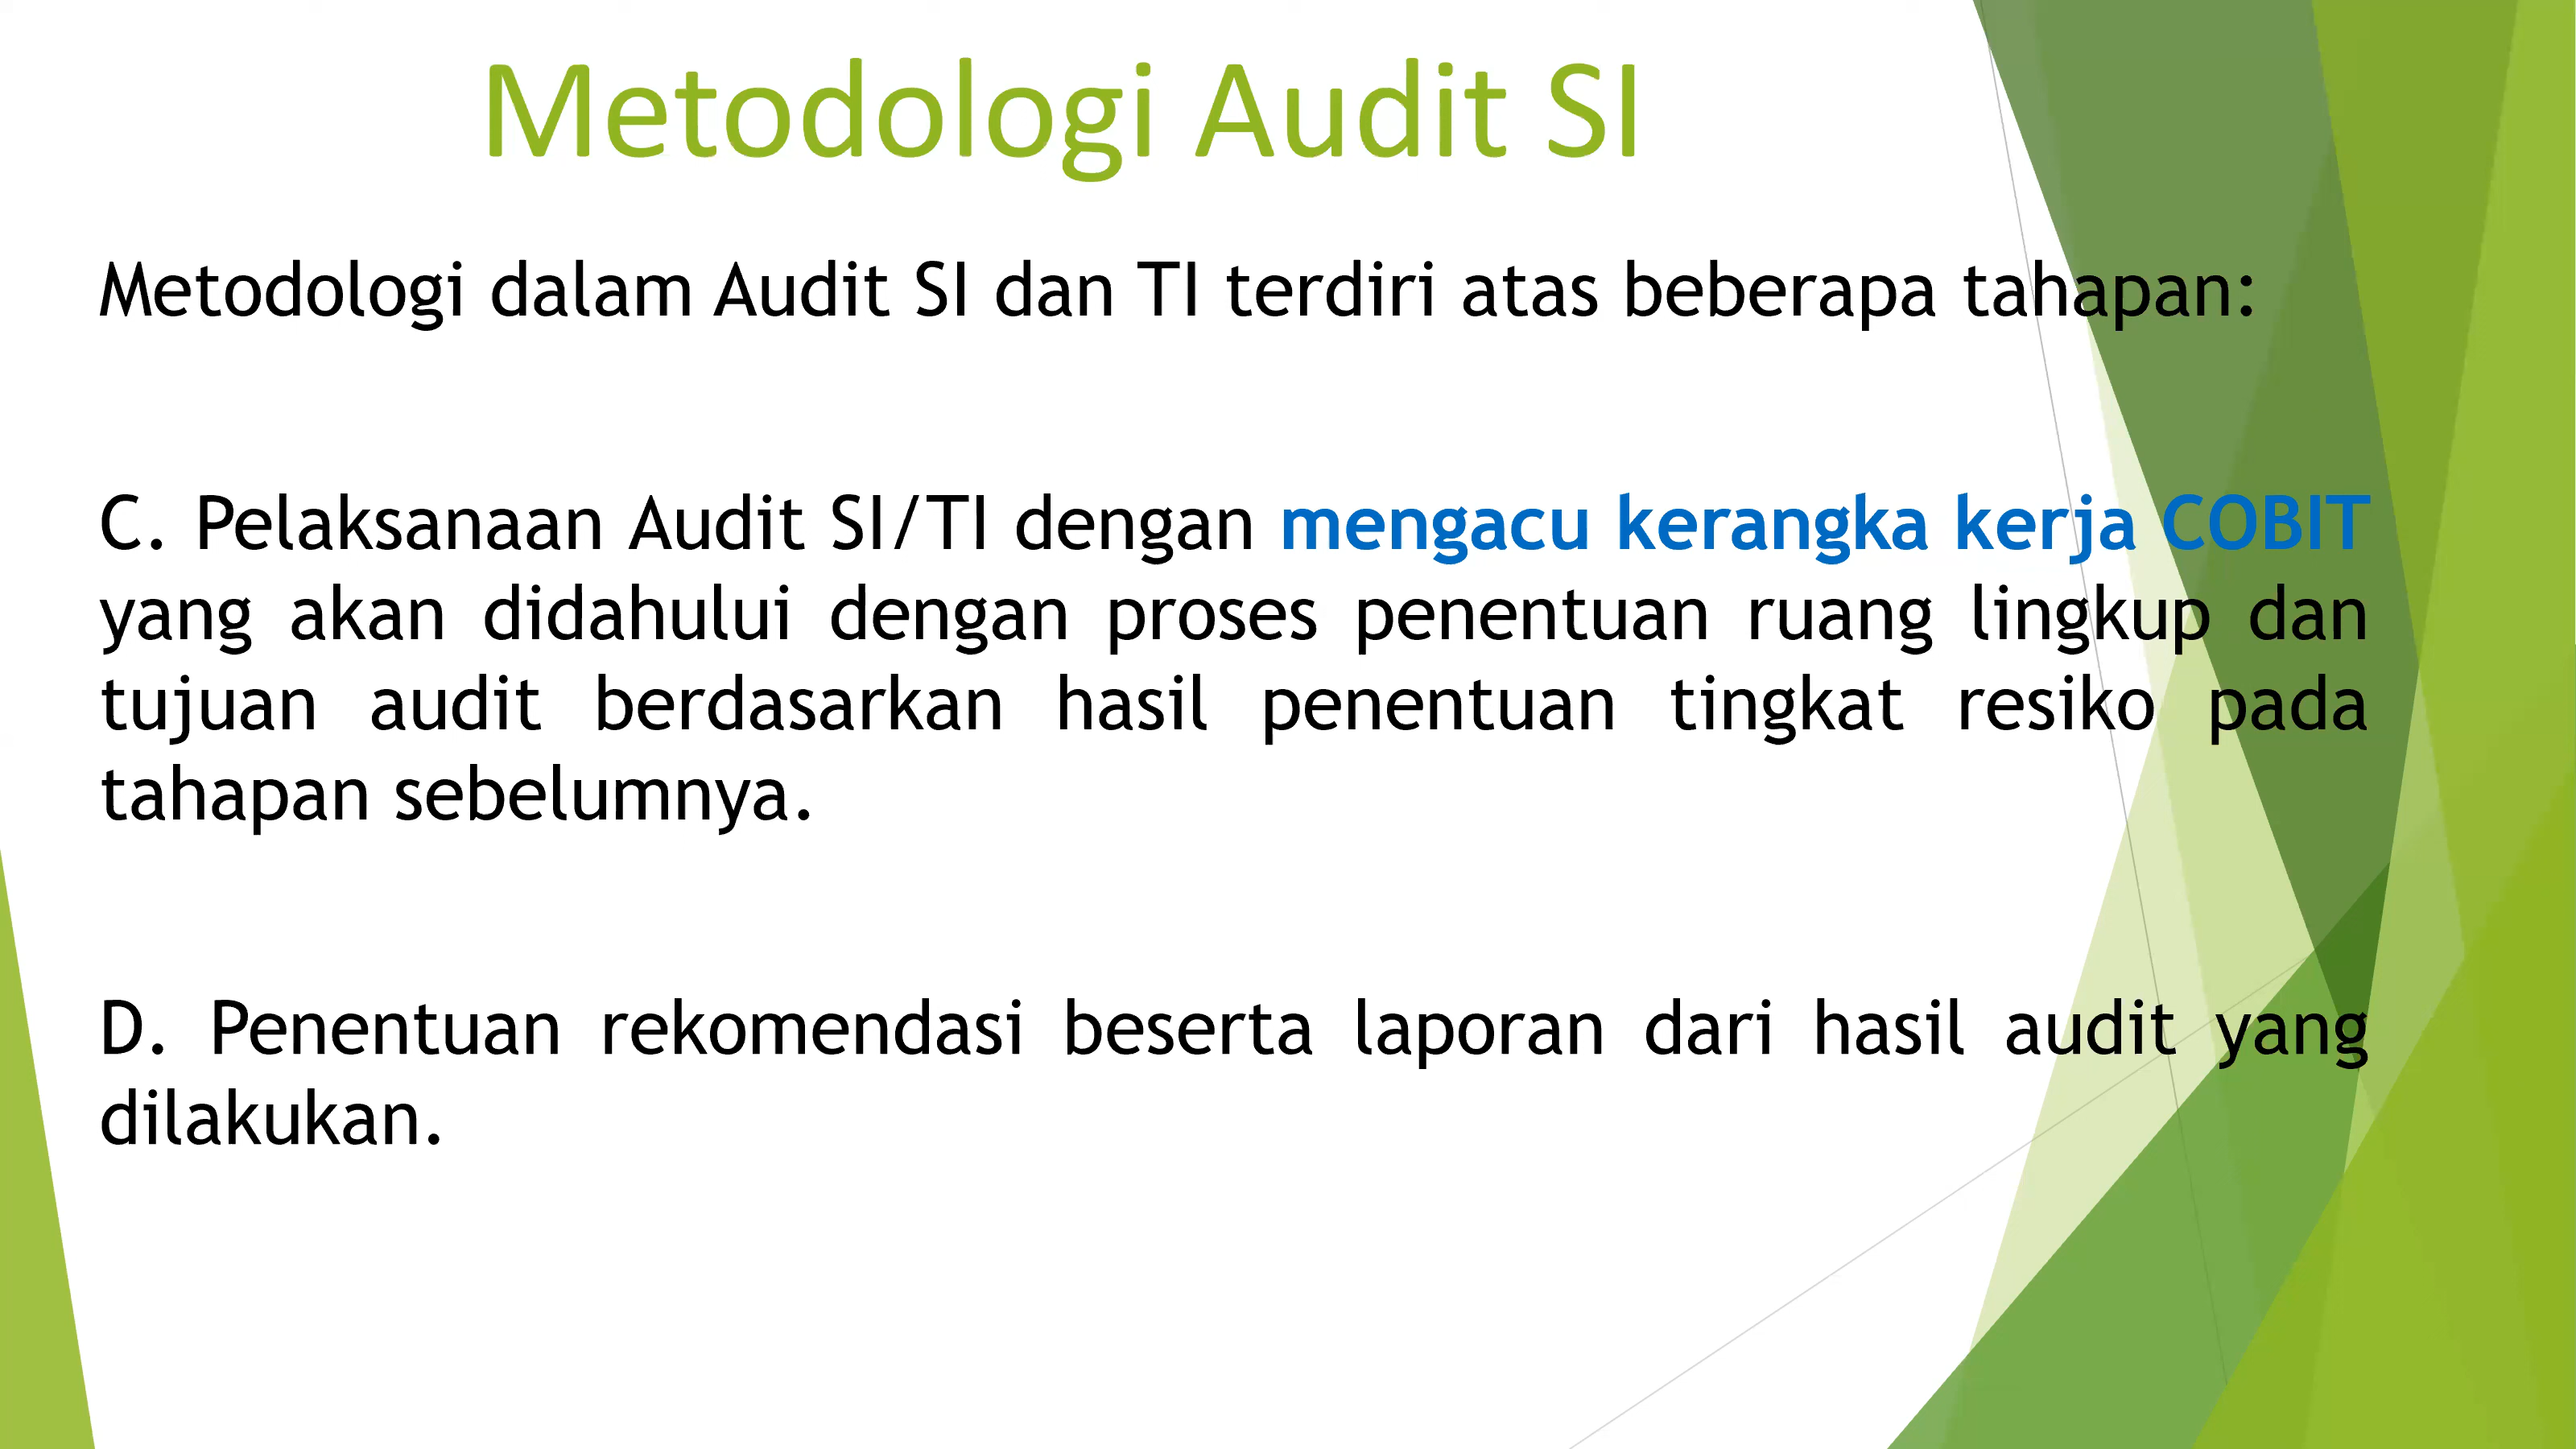 Metodologi Audit SI
Metodologi dalam Audit SI dan TI terdiri atas beberapa tahapan:
C. Pelaksanaan Audit SI/TI dengan mengacu kerangka kerja COBIT
yang akan didahului dengan proses penentuan ruang lingkup dan
tujuan audit berdasarkan hasil penentuan tingkat resiko pada
tahapan sebelumnya.
D. Penentuan rekomendasi beserta laporan dari hasil audit yang
dilakukan.